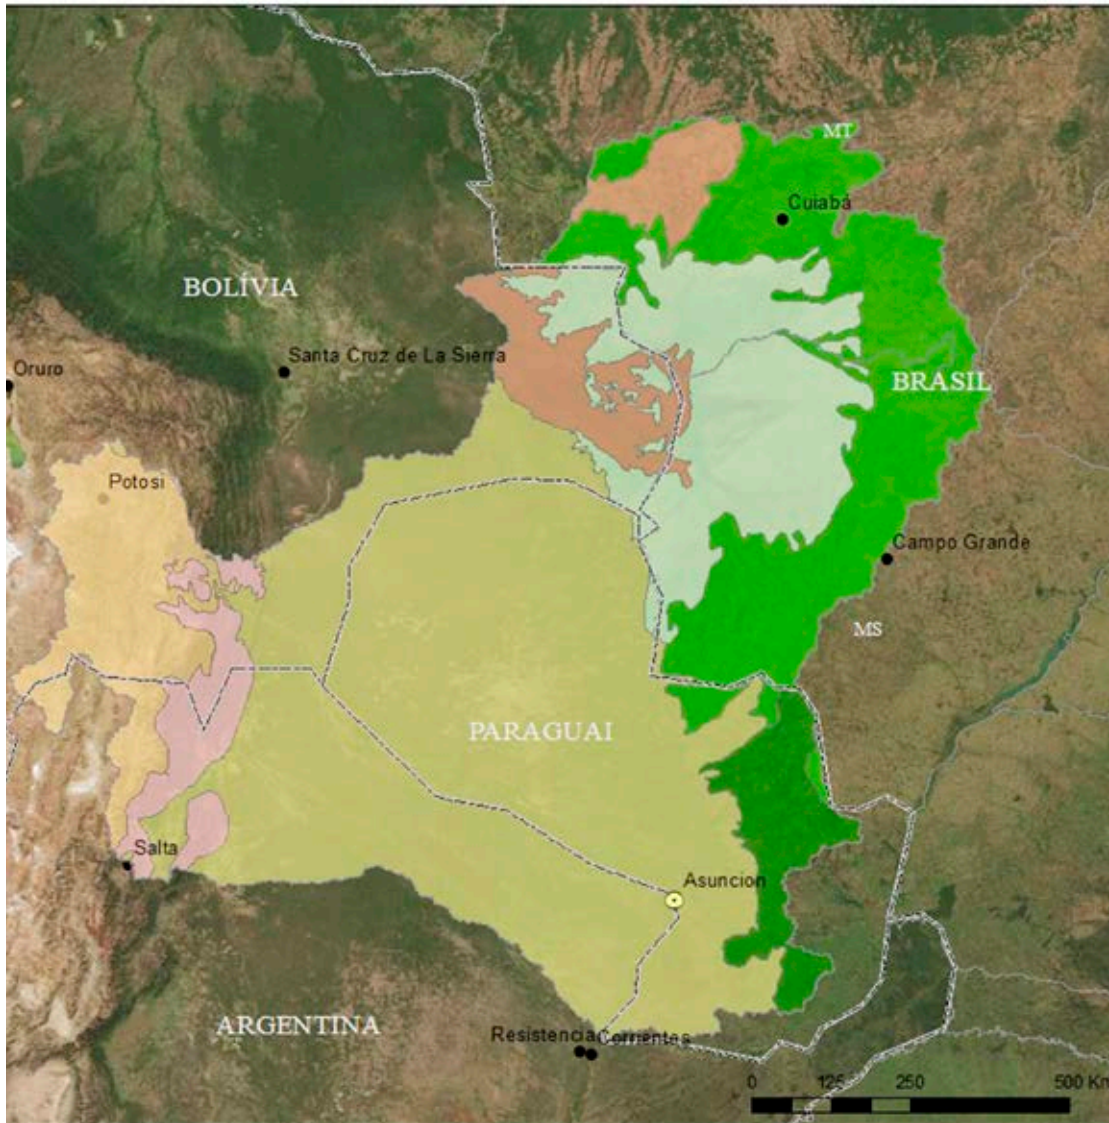 MT
Cuiabá
BOLÍVIA
Santa Cruz de La Sierra
Oruro
BRASIL
Potosi
Campo Grande
MS
PARAGUAI
Salta
Asuncion
ARGENTINA
Resistencia
Corrientes
0 125 250 500 Km